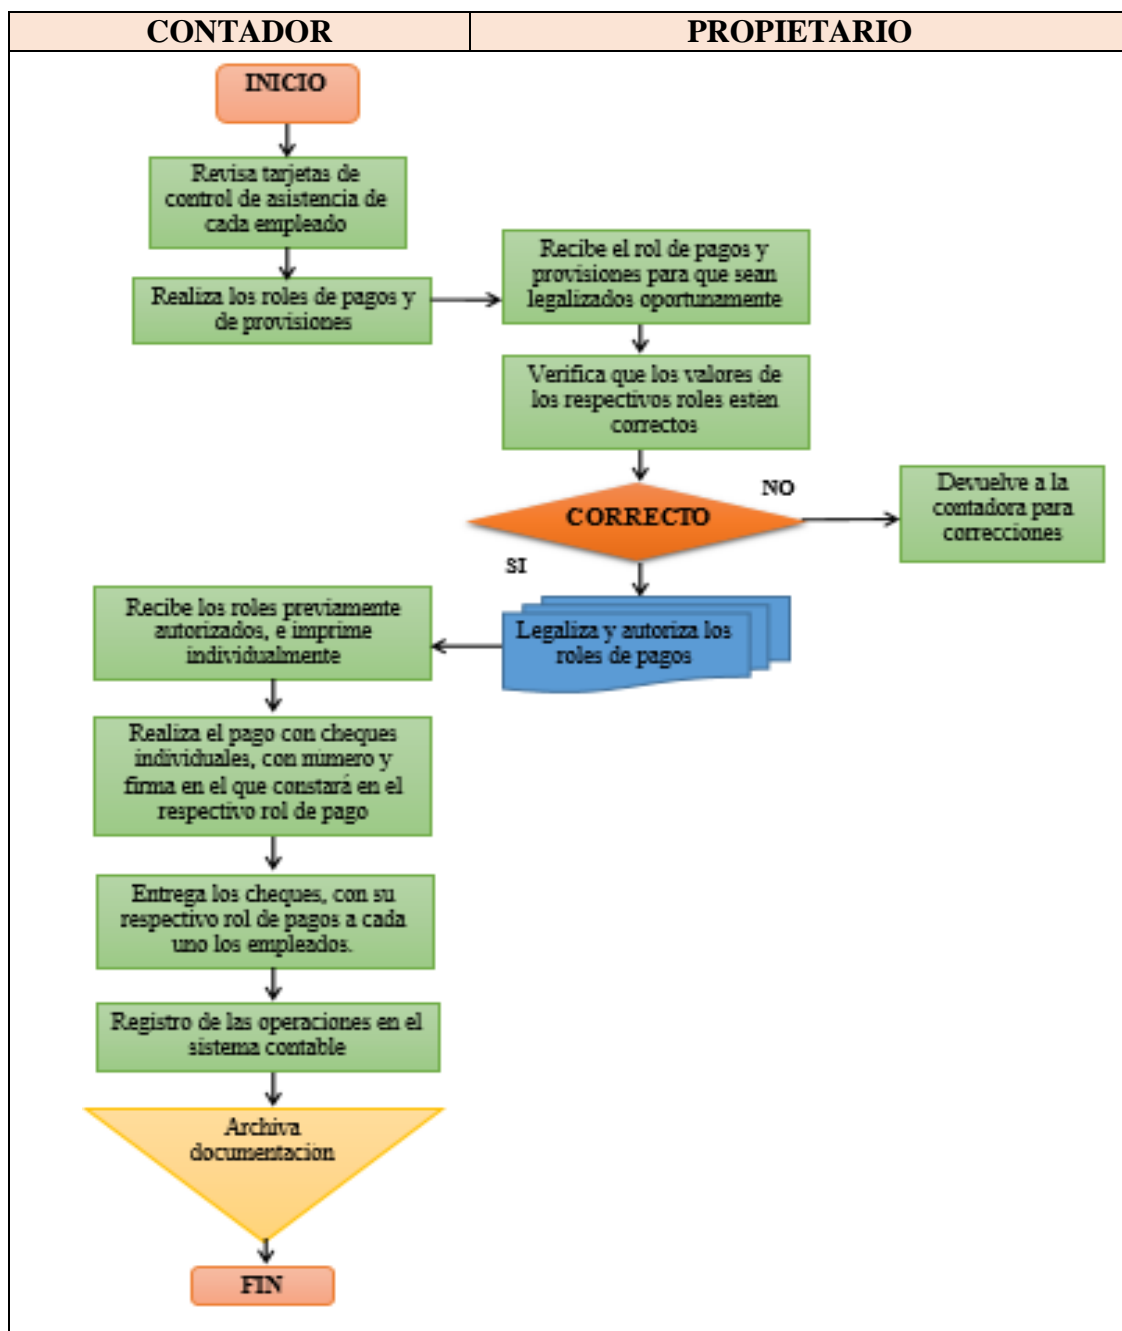 CONTADOR
PROPIETARIO
INICIO
Revisa tarjetas de
control de asistencia de
cada empleado
Realiza los roles de pagos y
de provisiones
Recibe el rol de pagos y
provisiones para que sean
legalizados oportunamente
Verifica que los valores de
los respectivos roles estén
correctos
CORRECTO
NO
Devuelve a la
contadora para
correcciones
SI
Legaliza y autoriza los
roles de pagos
Recibe los roles previamente
autorizados, e imprime
individualmente
Realiza el pago con cheques
individuales, con número y
firma en el que constará en el
respectivo rol de pago
Entrega los cheques, con su
respectivo rol de pagos a cada
uno los empleados.
Registro de las operaciones en el
sistema contable
Archiva
documentación
FIN